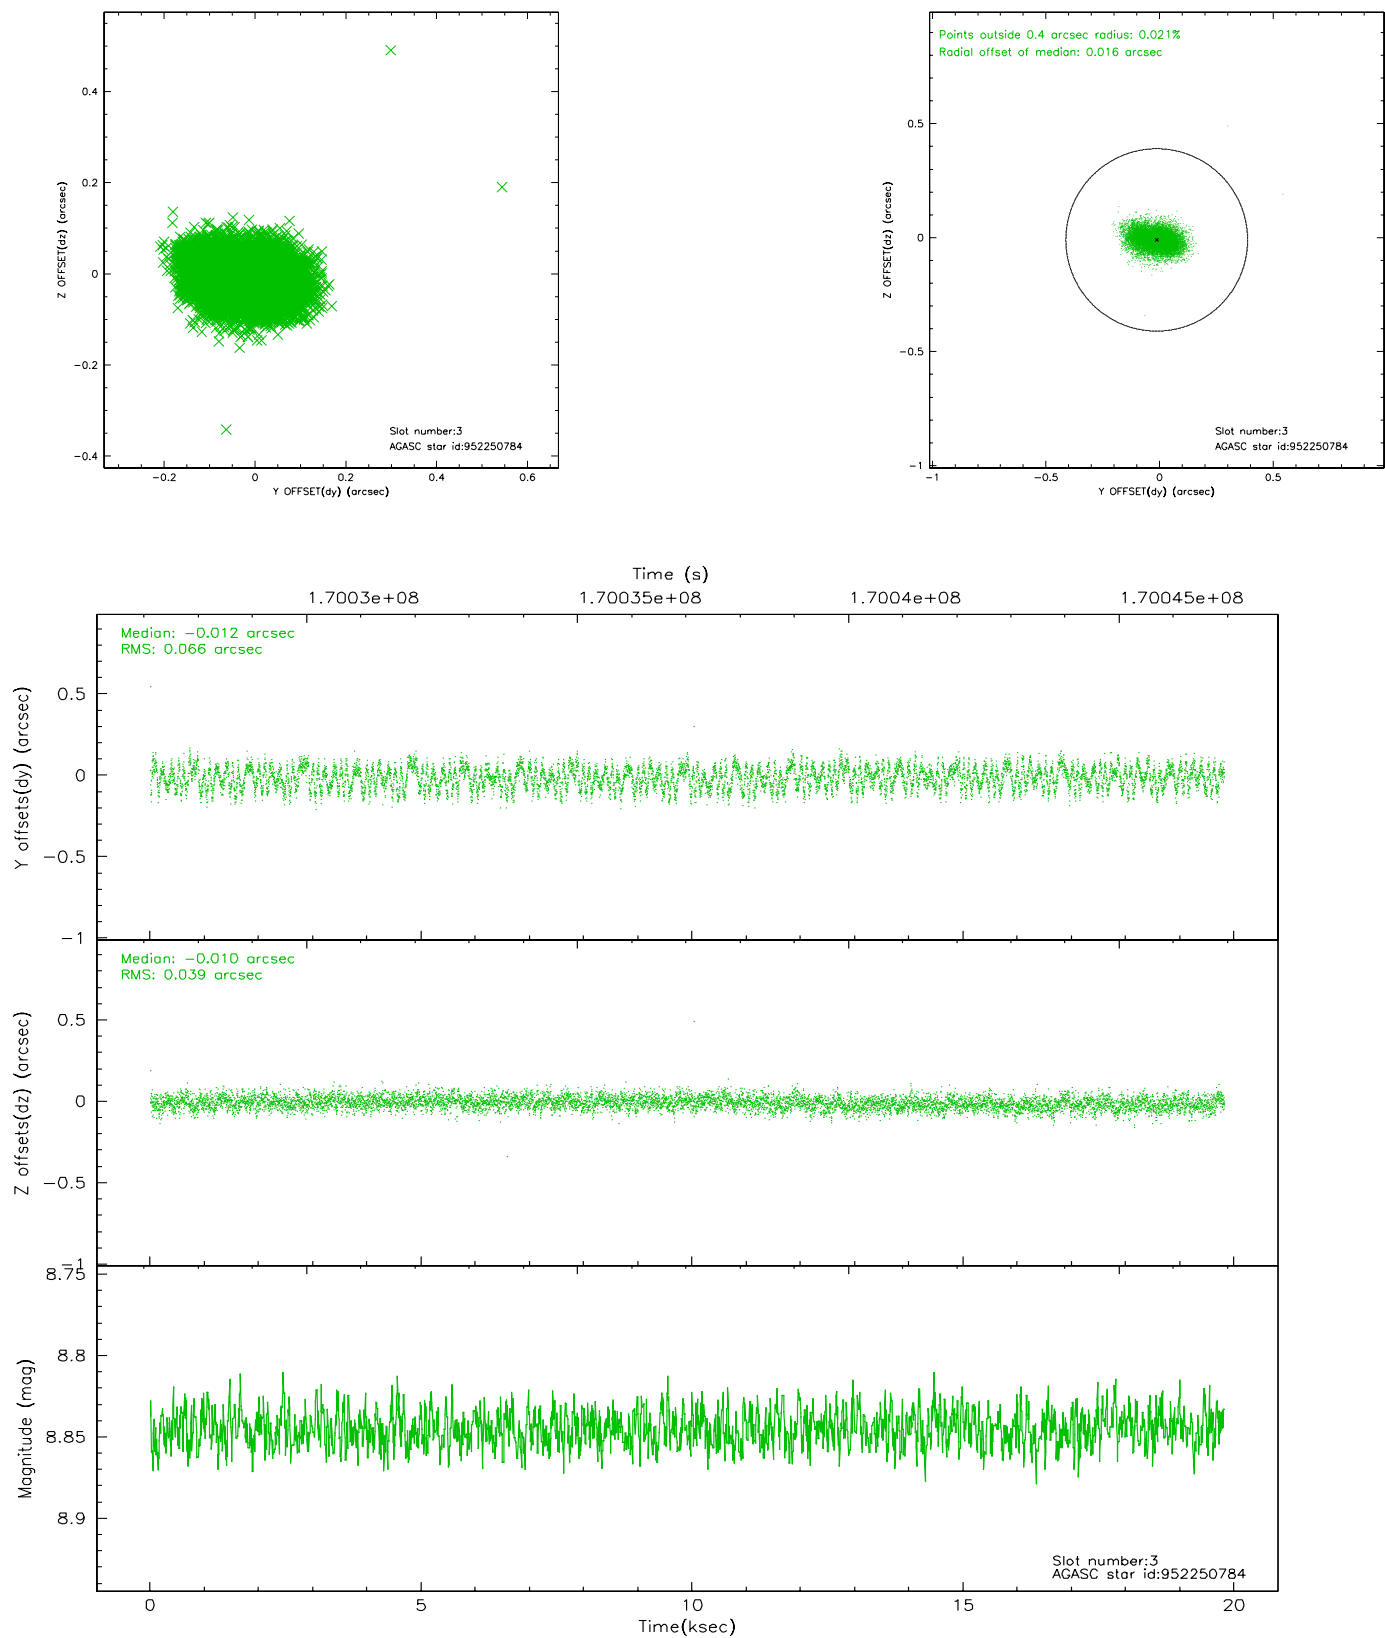 0.4
0.2
0
−0.2
−0.4
Z OFFSET(dz) (arcsec)
Slot number:3
AGASC star id:952250784
−0.2
0
0.2
0.4
0.6
Y OFFSET(dy) (arcsec)
Points outside 0.4 arcsec radius: 0.021%
Radial offset of median: 0.016 arcsec
0.5
0
−0.5
−1
Z OFFSET(dz) (arcsec)
Slot number:3
AGASC star id:952250784
−1
−0.5
0
0.5
Y OFFSET(dy) (arcsec)
Time (s)
1.7003e+08
1.70035e+08
1.7004e+08
1.70045e+08
Median: −0.012 arcsec
RMS: 0.066 arcsec
0.5
0
−0.5
−1
Y offsets(dy) (arcsec)
Median: −0.010 arcsec
RMS: 0.039 arcsec
0.5
0
−0.5
−1
Z offsets(dz) (arcsec)
8.75
8.8
8.85
8.9
Magnitude (mag)
Slot number:3
AGASC star id:952250784
0
5
10
15
20
Time(ksec)